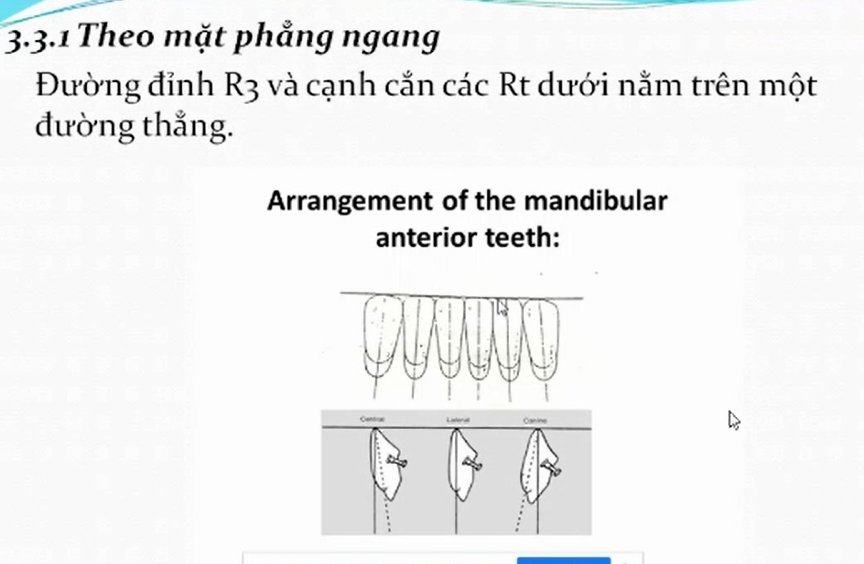 3.3.1 Theo mặt phẳng ngang
Đường đỉnh R3 và cạnh cắn các Rt dưới nằm trên một
đường thẳng.
Arrangement of the mandibular
anterior teeth:
Central Lateral Canine